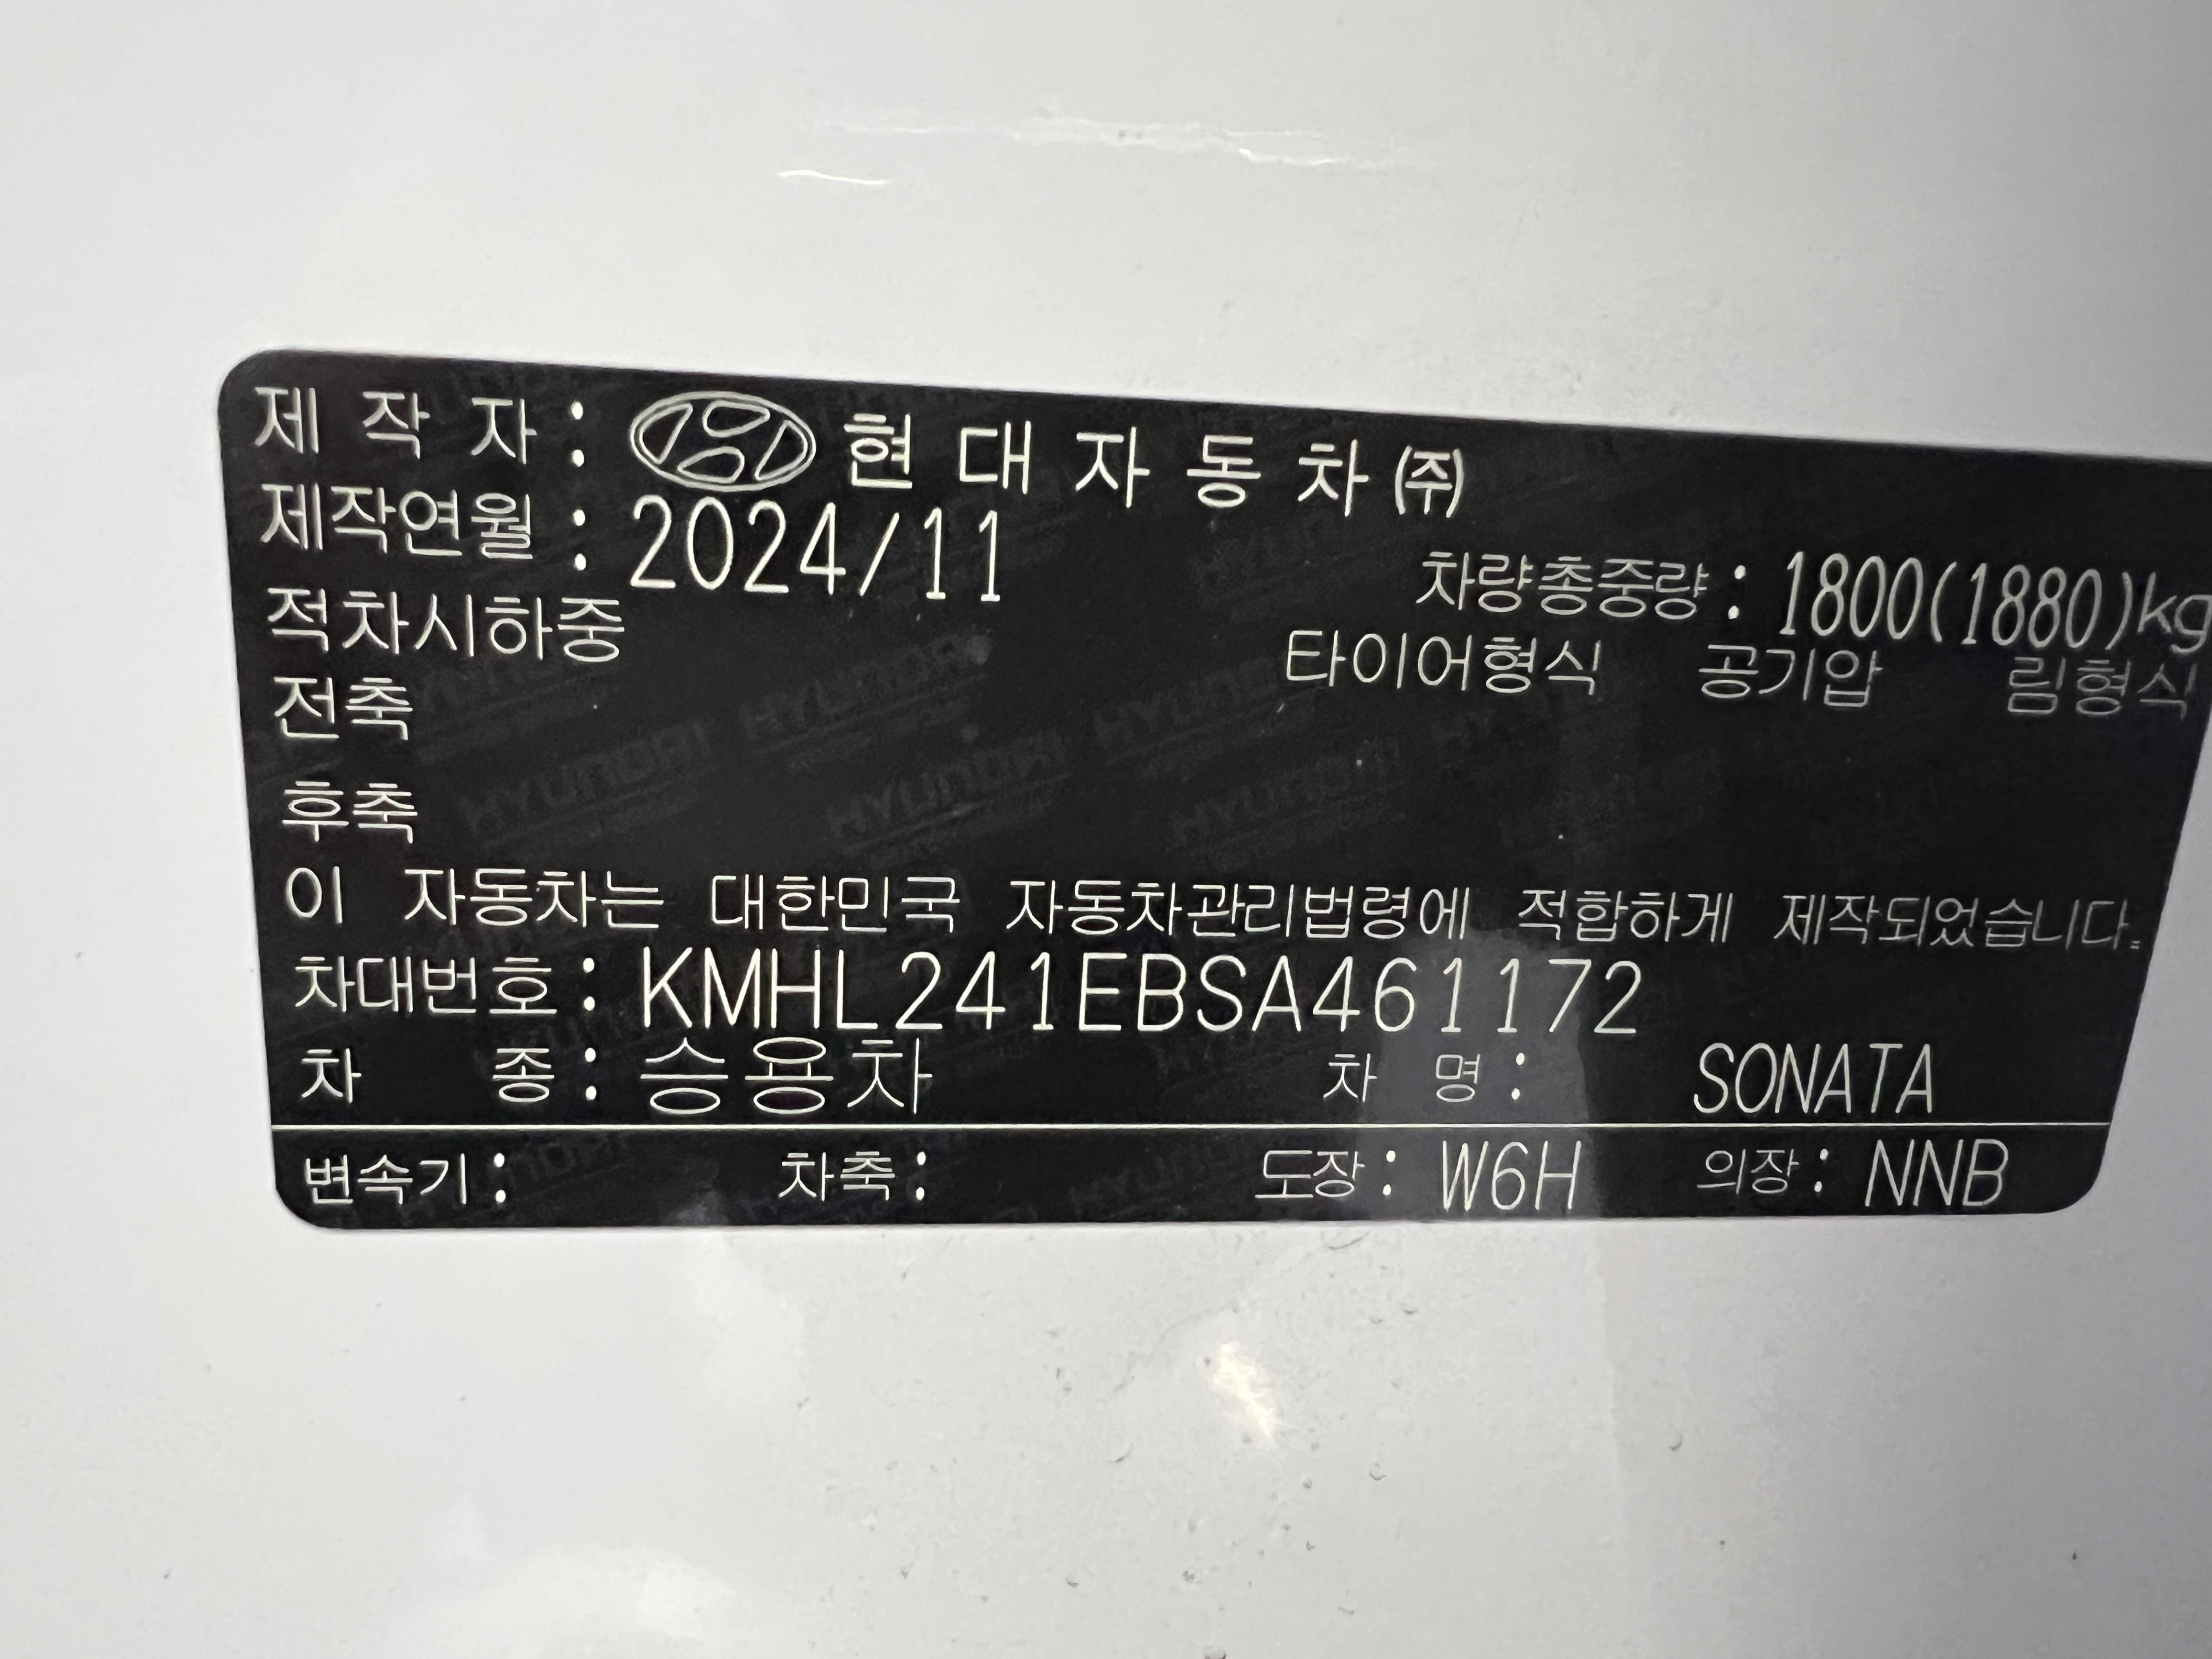 제 작 자 : 현 대 자 동 차 ㈜
제작연월 : 2024/11
차량총중량 : 1800(1880)kg
적차시하중 타이어형식 공기압 림형식
전축
후축
이 자동차는 대한민국 자동차관리법령에 적합하게 제작되었습니다.
차대번호 : KMHL241EBSA461172
차 종 : 승용차 차 명 : SONATA
변속기 : 차축 : 도장 : W6H 의장 : NNB